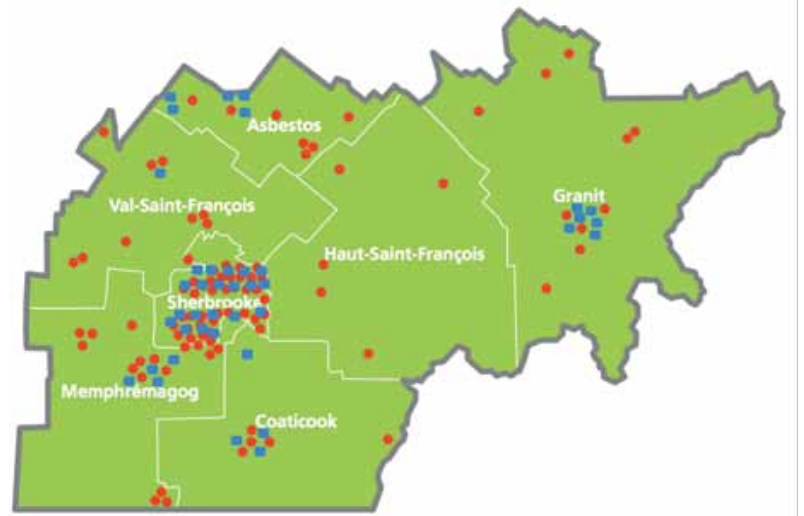 Asbestos
Granit
Val-Saint-François
Haut-Saint-François
Sherbrooke
Memphrémagog
Coaticook